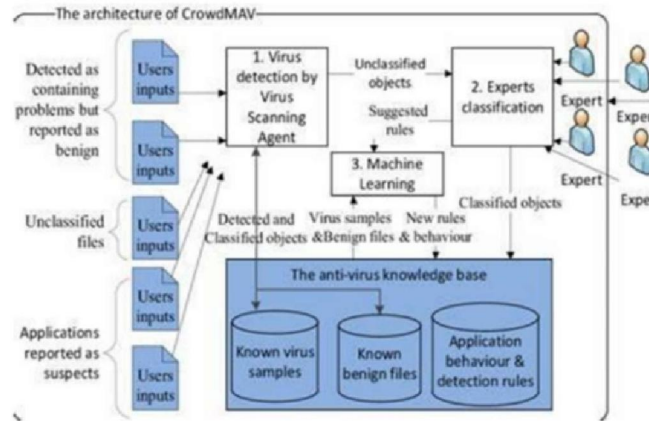 The architecture of CrowdMAV
Detected as
containing
problems but
reported as
benign
Users
inputs
Users
inputs
Unclassified
files
Users
inputs
Applications
reported as
suspects
Users
inputs
Users
inputs
1. Virus
detection by
Virus
Scanning
Agent
Unclassified
objects
Suggested
rules
2. Experts
classification
3. Machine
Learning
Expert
Expert
Expert
Expe
Detected and
Classified objects
Virus samples
&Benign files
New rules
& behaviour
Classified objects
The anti-virus knowledge base
Known virus
samples
Known
benign files
Application
behaviour &
detection rules